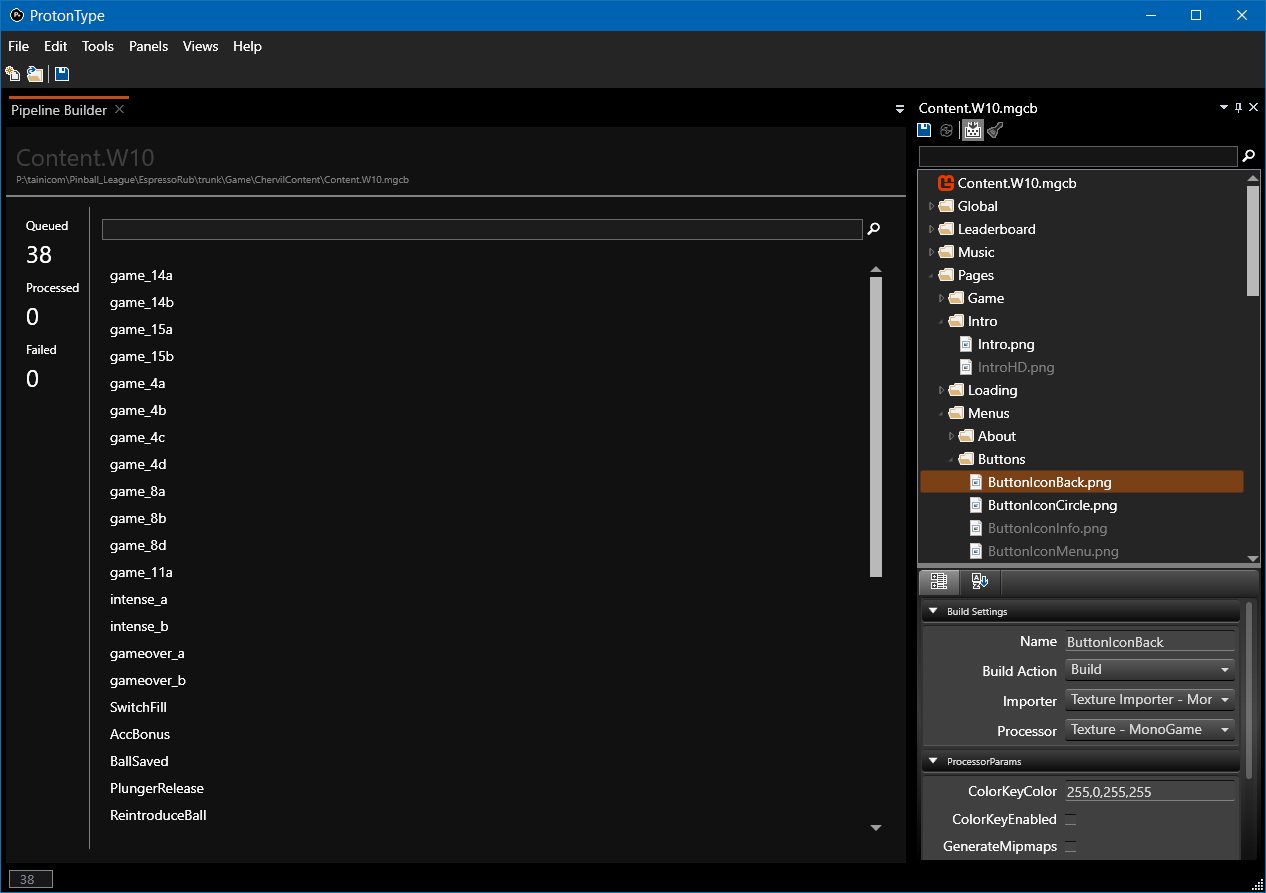 ProtonType
File Edit Tools Panels Views Help
Pipeline Builder
Content.W10
P:\tainicom\Pinball_League\EspressoRub\trunk\Game\ChervilContent\Content.W10.mgcb
Queued
38
Processed
0
Failed
0
game_14a
game_14b
game_15a
game_15b
game_4a
game_4b
game_4c
game_4d
game_8a
game_8b
game_8d
game_11a
intense_a
intense_b
gameover_a
gameover_b
SwitchFill
AccBonus
BallSaved
PlungerRelease
ReintroduceBall
38
Content.W10.mgcb
Content.W10.mgcb
Global
Leaderboard
Music
Pages
Game
Intro
Intro.png
IntroHD.png
Loading
Menus
About
Buttons
ButtonIconBack.png
ButtonIconCircle.png
ButtonIconInfo.png
ButtonIconMenu.png
Build Settings
Name ButtonIconBack
Build Action Build
Importer Texture Importer - Mor
Processor Texture - MonoGame
ProcessorParams
ColorKeyColor 255,0,255,255
ColorKeyEnabled
GenerateMipmaps